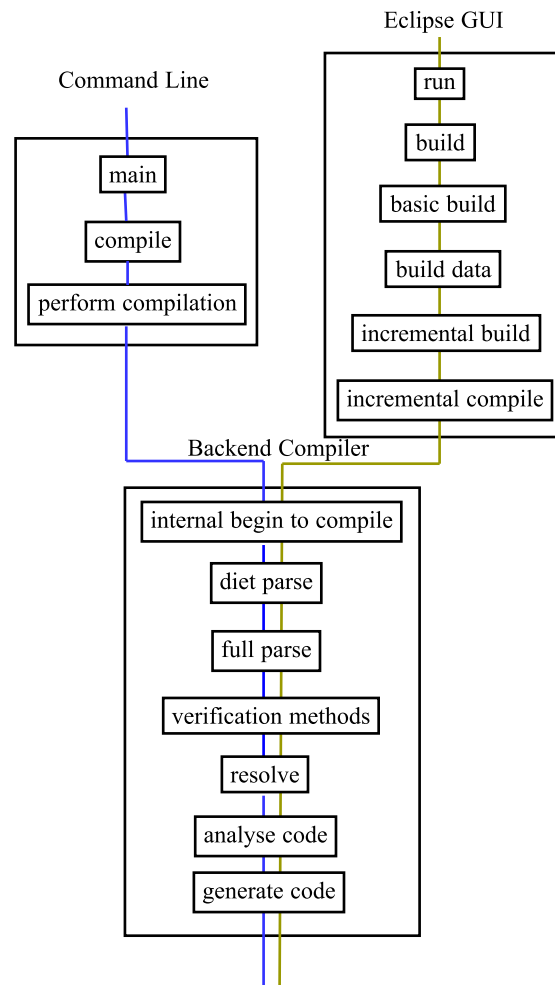 Eclipse GUI
run
build
basic build
build data
incremental build
incremental compile
Command Line
main
compile
perform compilation
Backend Compiler
internal begin to compile
diet parse
full parse
verification methods
resolve
analyse code
generate code